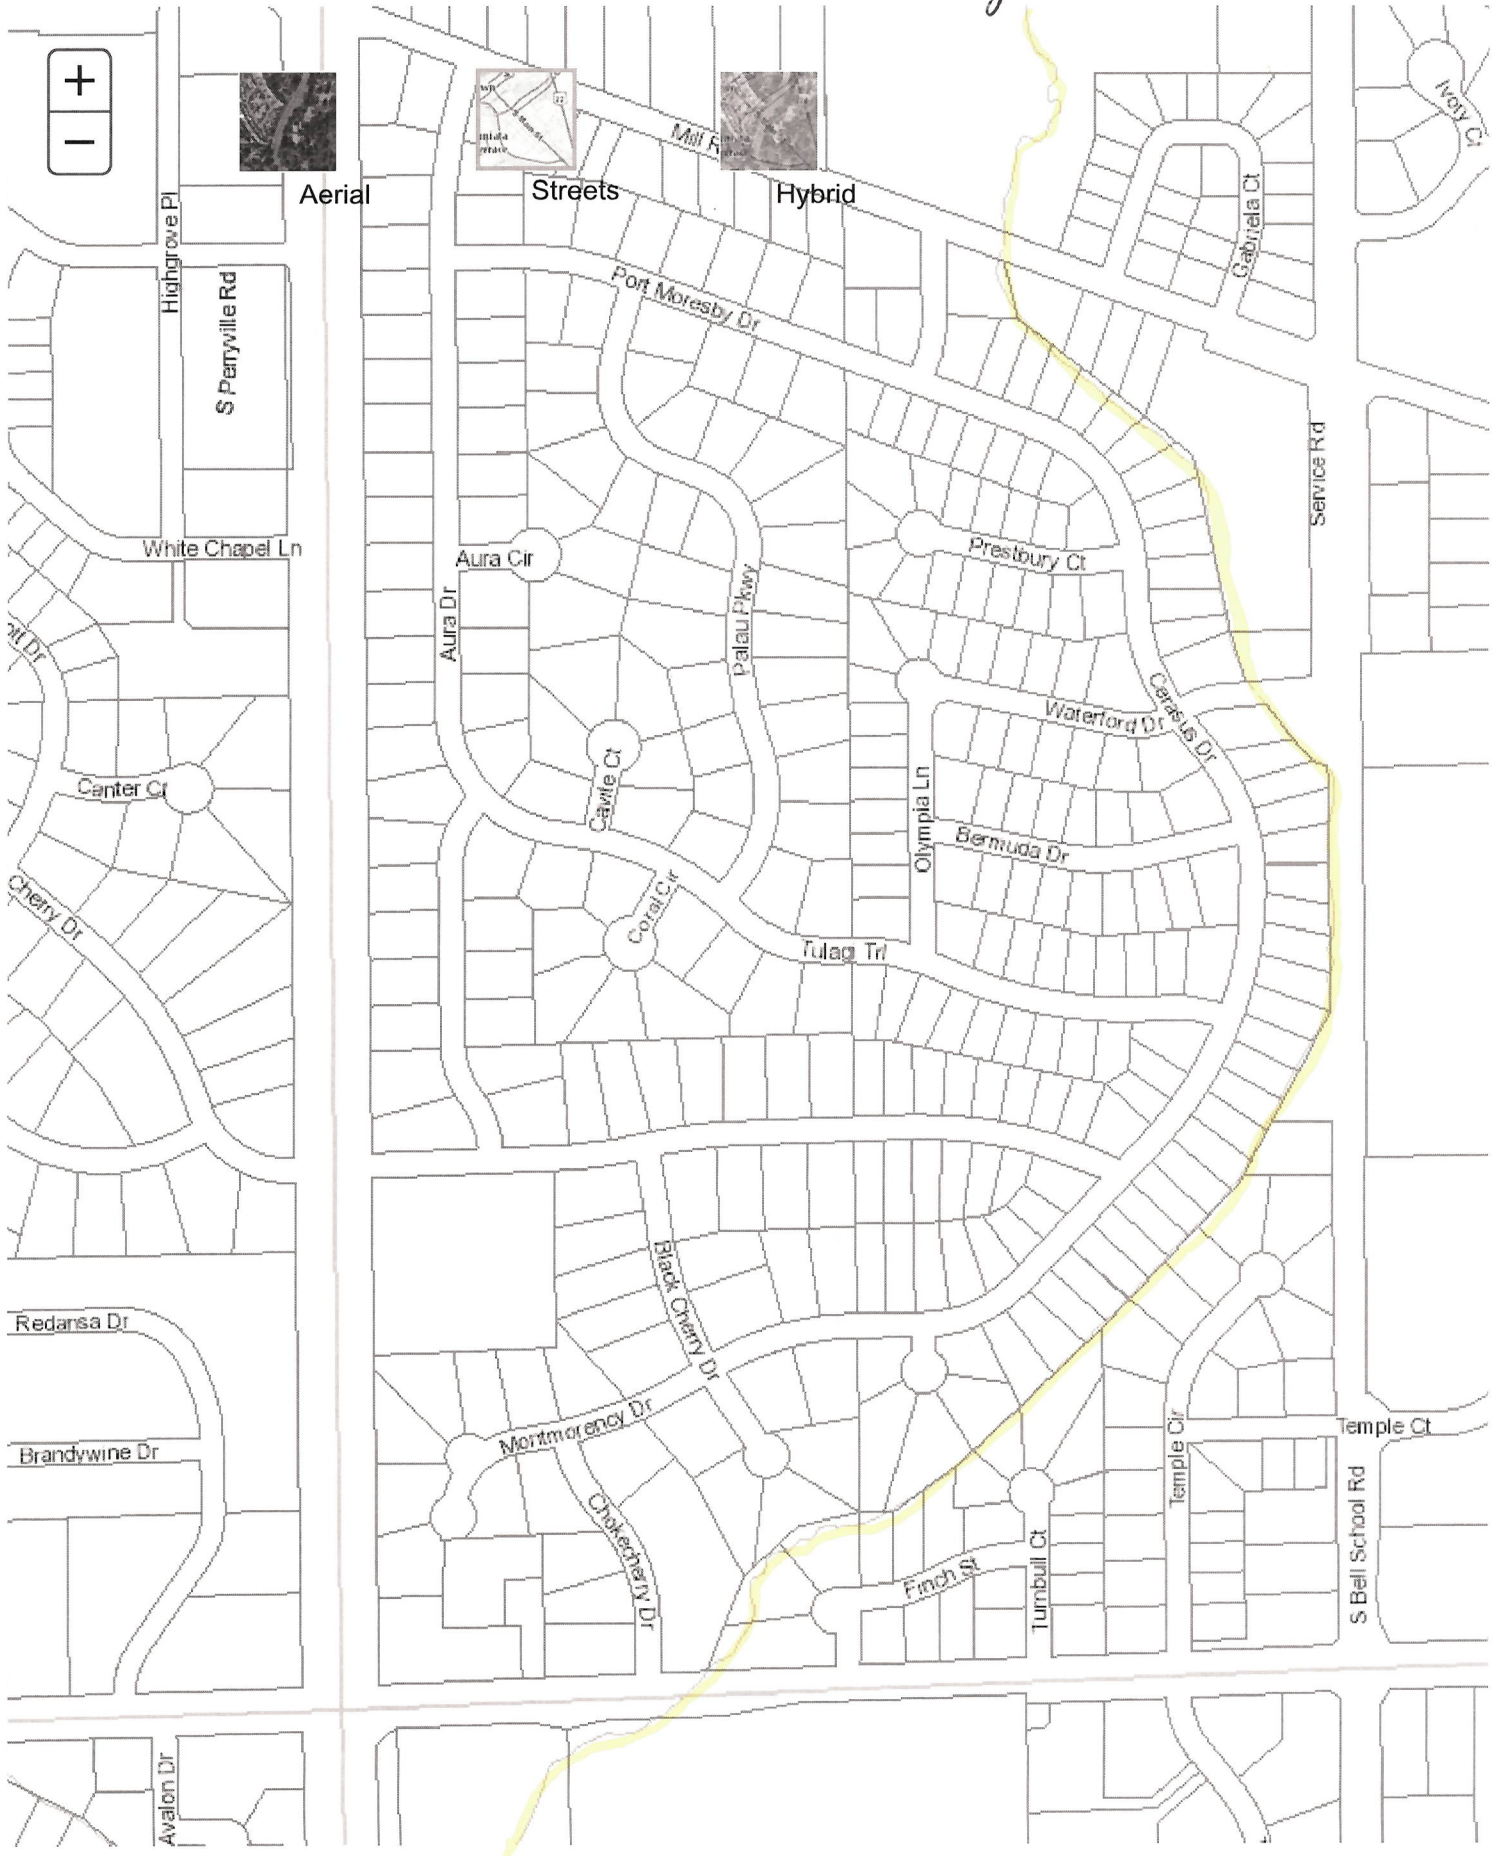 +
−
Aerial
Streets
Hybrid
Mill
Ivory Ct
Highgrove Pl
S Perryville Rd
Gabriela Ct
Port Moresby Dr
Service Rd
White Chapel Ln
Aura Cir
Prestbury Ct
Aura Dr
Palau Pkwy
Cerasus Dr
Waterford Dr
Canter Ct
Cavite Ct
Olympia Ln
Bermuda Dr
Cherry Dr
Coral Cir
Tulagi Trl
Black Cherry Dr
Redansa Dr
Montmorency Dr
Temple Ct
Brandywine Dr
Temple Cir
Chokecherry Dr
S Bell School Rd
Turnbull Ct
Finch St
Avalon Dr